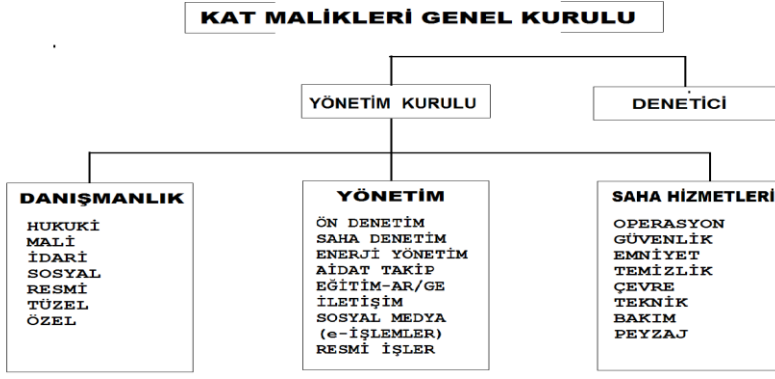 KAT MALİKLERİ GENEL KURULU
YÖNETİM KURULU
DENETİCİ
DANIŞMANLIK
HUKUKİ
MALİ
İDARİ
SOSYAL
RESMİ
TÜZEL
ÖZEL
YÖNETİM
ÖN DENETİM
SAHA DENETİM
ENERJİ YÖNETİM
AİDAT TAKİP
EĞİTİM-AR/GE
İLETİŞİM
SOSYAL MEDYA
(e-İŞLEMLER)
RESMİ İŞLER
SAHA HİZMETLERİ
OPERASYON
GÜVENLİK
EMNİYET
TEMİZLİK
ÇEVRE
TEKNİK
BAKIM
PEYZAJ